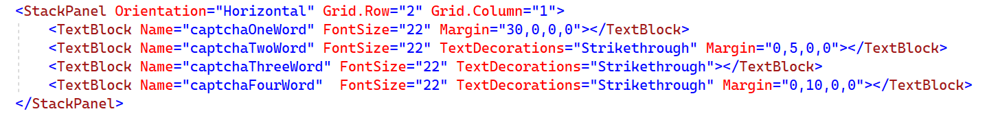 <StackPanel Orientation="Horizontal" Grid.Row="2" Grid.Column="1">
    <TextBlock Name="captchaOneWord" FontSize="22" Margin="30,0,0,0"></TextBlock>
    <TextBlock Name="captchaTwoWord" FontSize="22" TextDecorations="Strikethrough" Margin="0,5,0,0"></TextBlock>
    <TextBlock Name="captchaThreeWord" FontSize="22" TextDecorations="Strikethrough"></TextBlock>
    <TextBlock Name="captchaFourWord"  FontSize="22" TextDecorations="Strikethrough" Margin="0,10,0,0"></TextBlock>
</StackPanel>